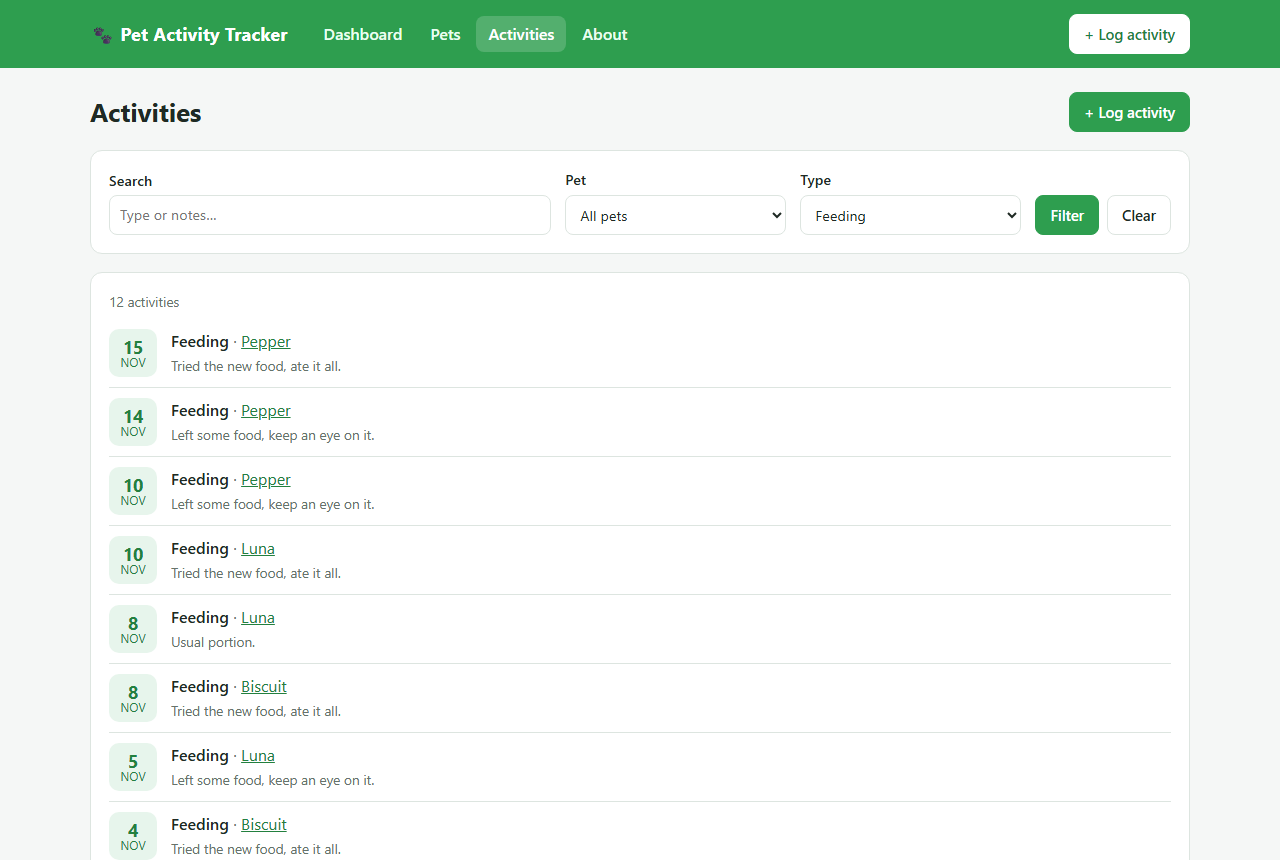 Pet Activity Tracker Dashboard Pets Activities About + Log activity
Activities + Log activity
Search Pet Type
Type or notes... All pets Feeding Filter Clear
12 activities
15 NOV
Feeding · Pepper
Tried the new food, ate it all.
14 NOV
Feeding · Pepper
Left some food, keep an eye on it.
10 NOV
Feeding · Pepper
Left some food, keep an eye on it.
10 NOV
Feeding · Luna
Tried the new food, ate it all.
8 NOV
Feeding · Luna
Usual portion.
8 NOV
Feeding · Biscuit
Tried the new food, ate it all.
5 NOV
Feeding · Luna
Left some food, keep an eye on it.
4 NOV
Feeding · Biscuit
Tried the new food, ate it all.